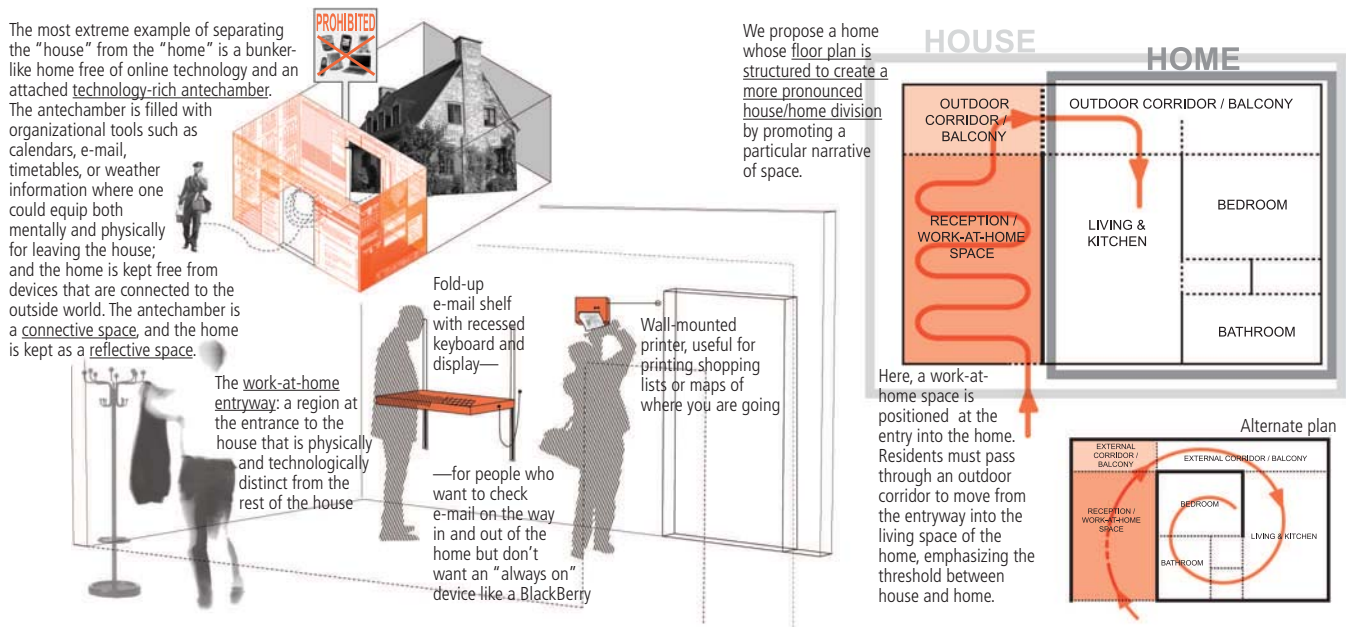 The most extreme example of separating
the “house” from the “home” is a bunker-
like home free of online technology and an
attached technology-rich antechamber.
The antechamber is filled with
organizational tools such as
calendars, e-mail,
timetables, or weather
information where one
could equip both
mentally and physically
for leaving the house;
and the home is kept free from
devices that are connected to the
outside world. The antechamber is
a connective space, and the home
is kept as a reflective space.
PROHIBITED
The work-at-home
entryway: a region at
the entrance to the
house that is physically
and technologically
distinct from the
rest of the house
Fold-up
e-mail shelf
with recessed
keyboard and
display—
—for people who
want to check
e-mail on the way
in and out of the
home but don’t
want an “always on”
device like a BlackBerry
Wall-mounted
printer, useful for
printing shopping
lists or maps of
where you are going
We propose a home
whose floor plan is
structured to create a
more pronounced
house/home division
by promoting a
particular narrative
of space.
HOUSE
HOME
OUTDOOR
CORRIDOR /
BALCONY
OUTDOOR CORRIDOR / BALCONY
RECEPTION /
WORK-AT-HOME
SPACE
LIVING &
KITCHEN
BEDROOM
BATHROOM
Here, a work-at-
home space is
positioned at the
entry into the home.
Residents must pass
through an outdoor
corridor to move from
the entryway into the
living space of the
home, emphasizing the
threshold between
house and home.
Alternate plan
EXTERNAL
CORRIDOR /
BALCONY
EXTERNAL CORRIDOR / BALCONY
RECEPTION /
WORK-AT-HOME
SPACE
BEDROOM
LIVING & KITCHEN
BATHROOM